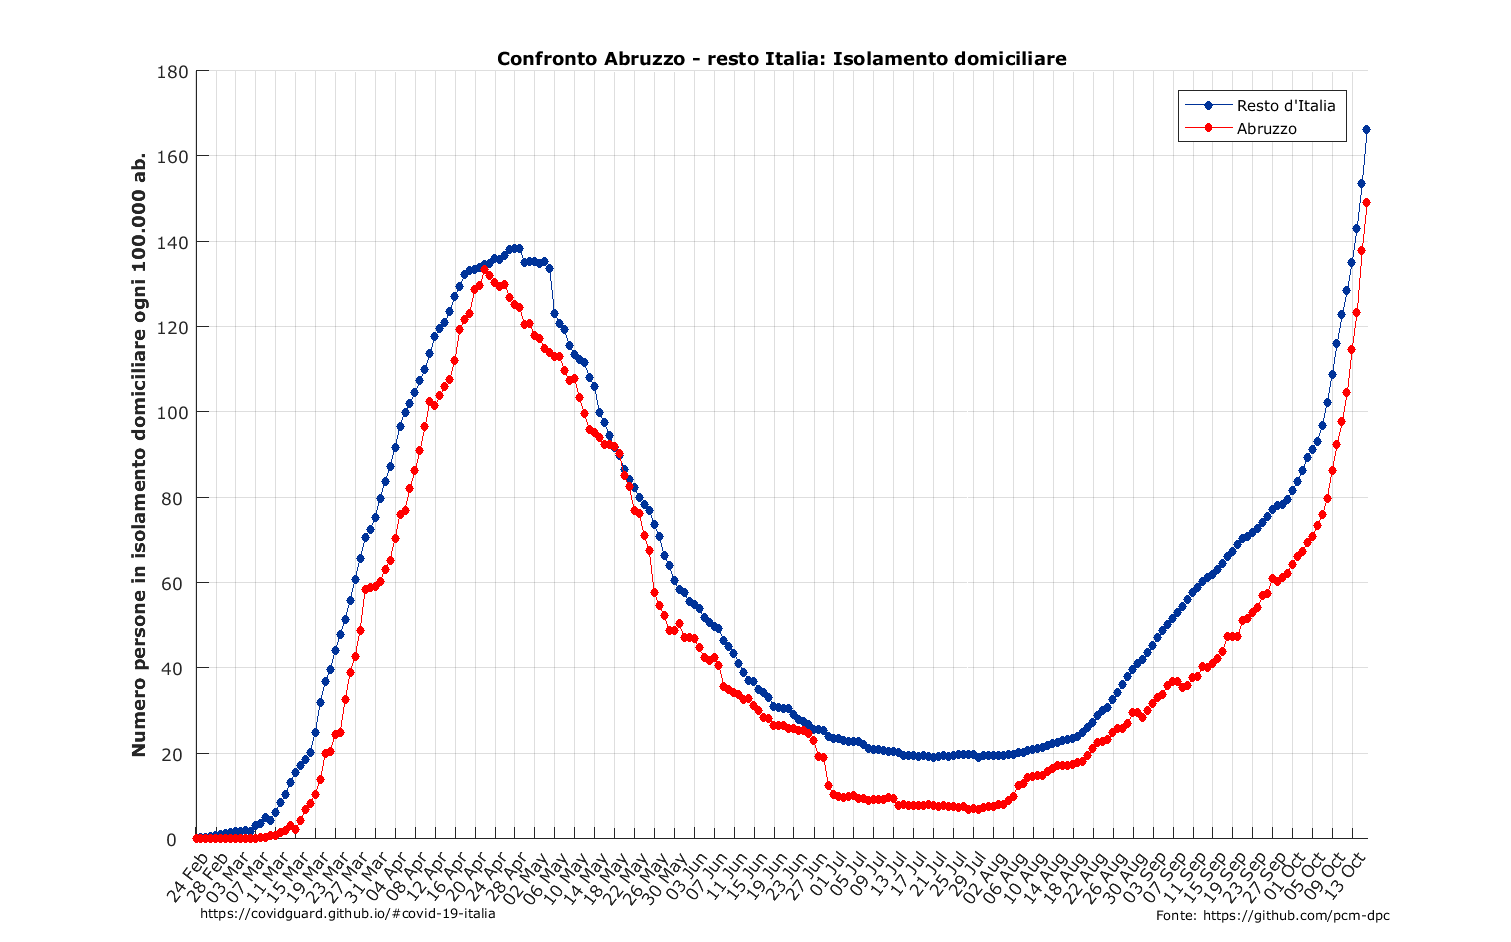 Confronto Abruzzo - resto Italia: Isolamento domiciliare
Numero persone in isolamento domiciliare ogni 100.000 ab.
180
160
140
120
100
80
60
40
20
0
Resto d'Italia
Abruzzo
24 Feb
28 Feb
03 Mar
07 Mar
11 Mar
15 Mar
19 Mar
23 Mar
27 Mar
31 Mar
04 Apr
08 Apr
12 Apr
16 Apr
20 Apr
24 Apr
28 Apr
02 May
06 May
10 May
14 May
18 May
22 May
26 May
30 May
03 Jun
07 Jun
11 Jun
15 Jun
19 Jun
23 Jun
27 Jun
01 Jul
05 Jul
09 Jul
13 Jul
17 Jul
21 Jul
25 Jul
29 Jul
02 Aug
06 Aug
10 Aug
14 Aug
18 Aug
22 Aug
26 Aug
30 Aug
03 Sep
07 Sep
11 Sep
15 Sep
19 Sep
23 Sep
27 Sep
01 Oct
05 Oct
09 Oct
13 Oct
https://covidguard.github.io/#covid-19-italia
Fonte: https://github.com/pcm-dpc